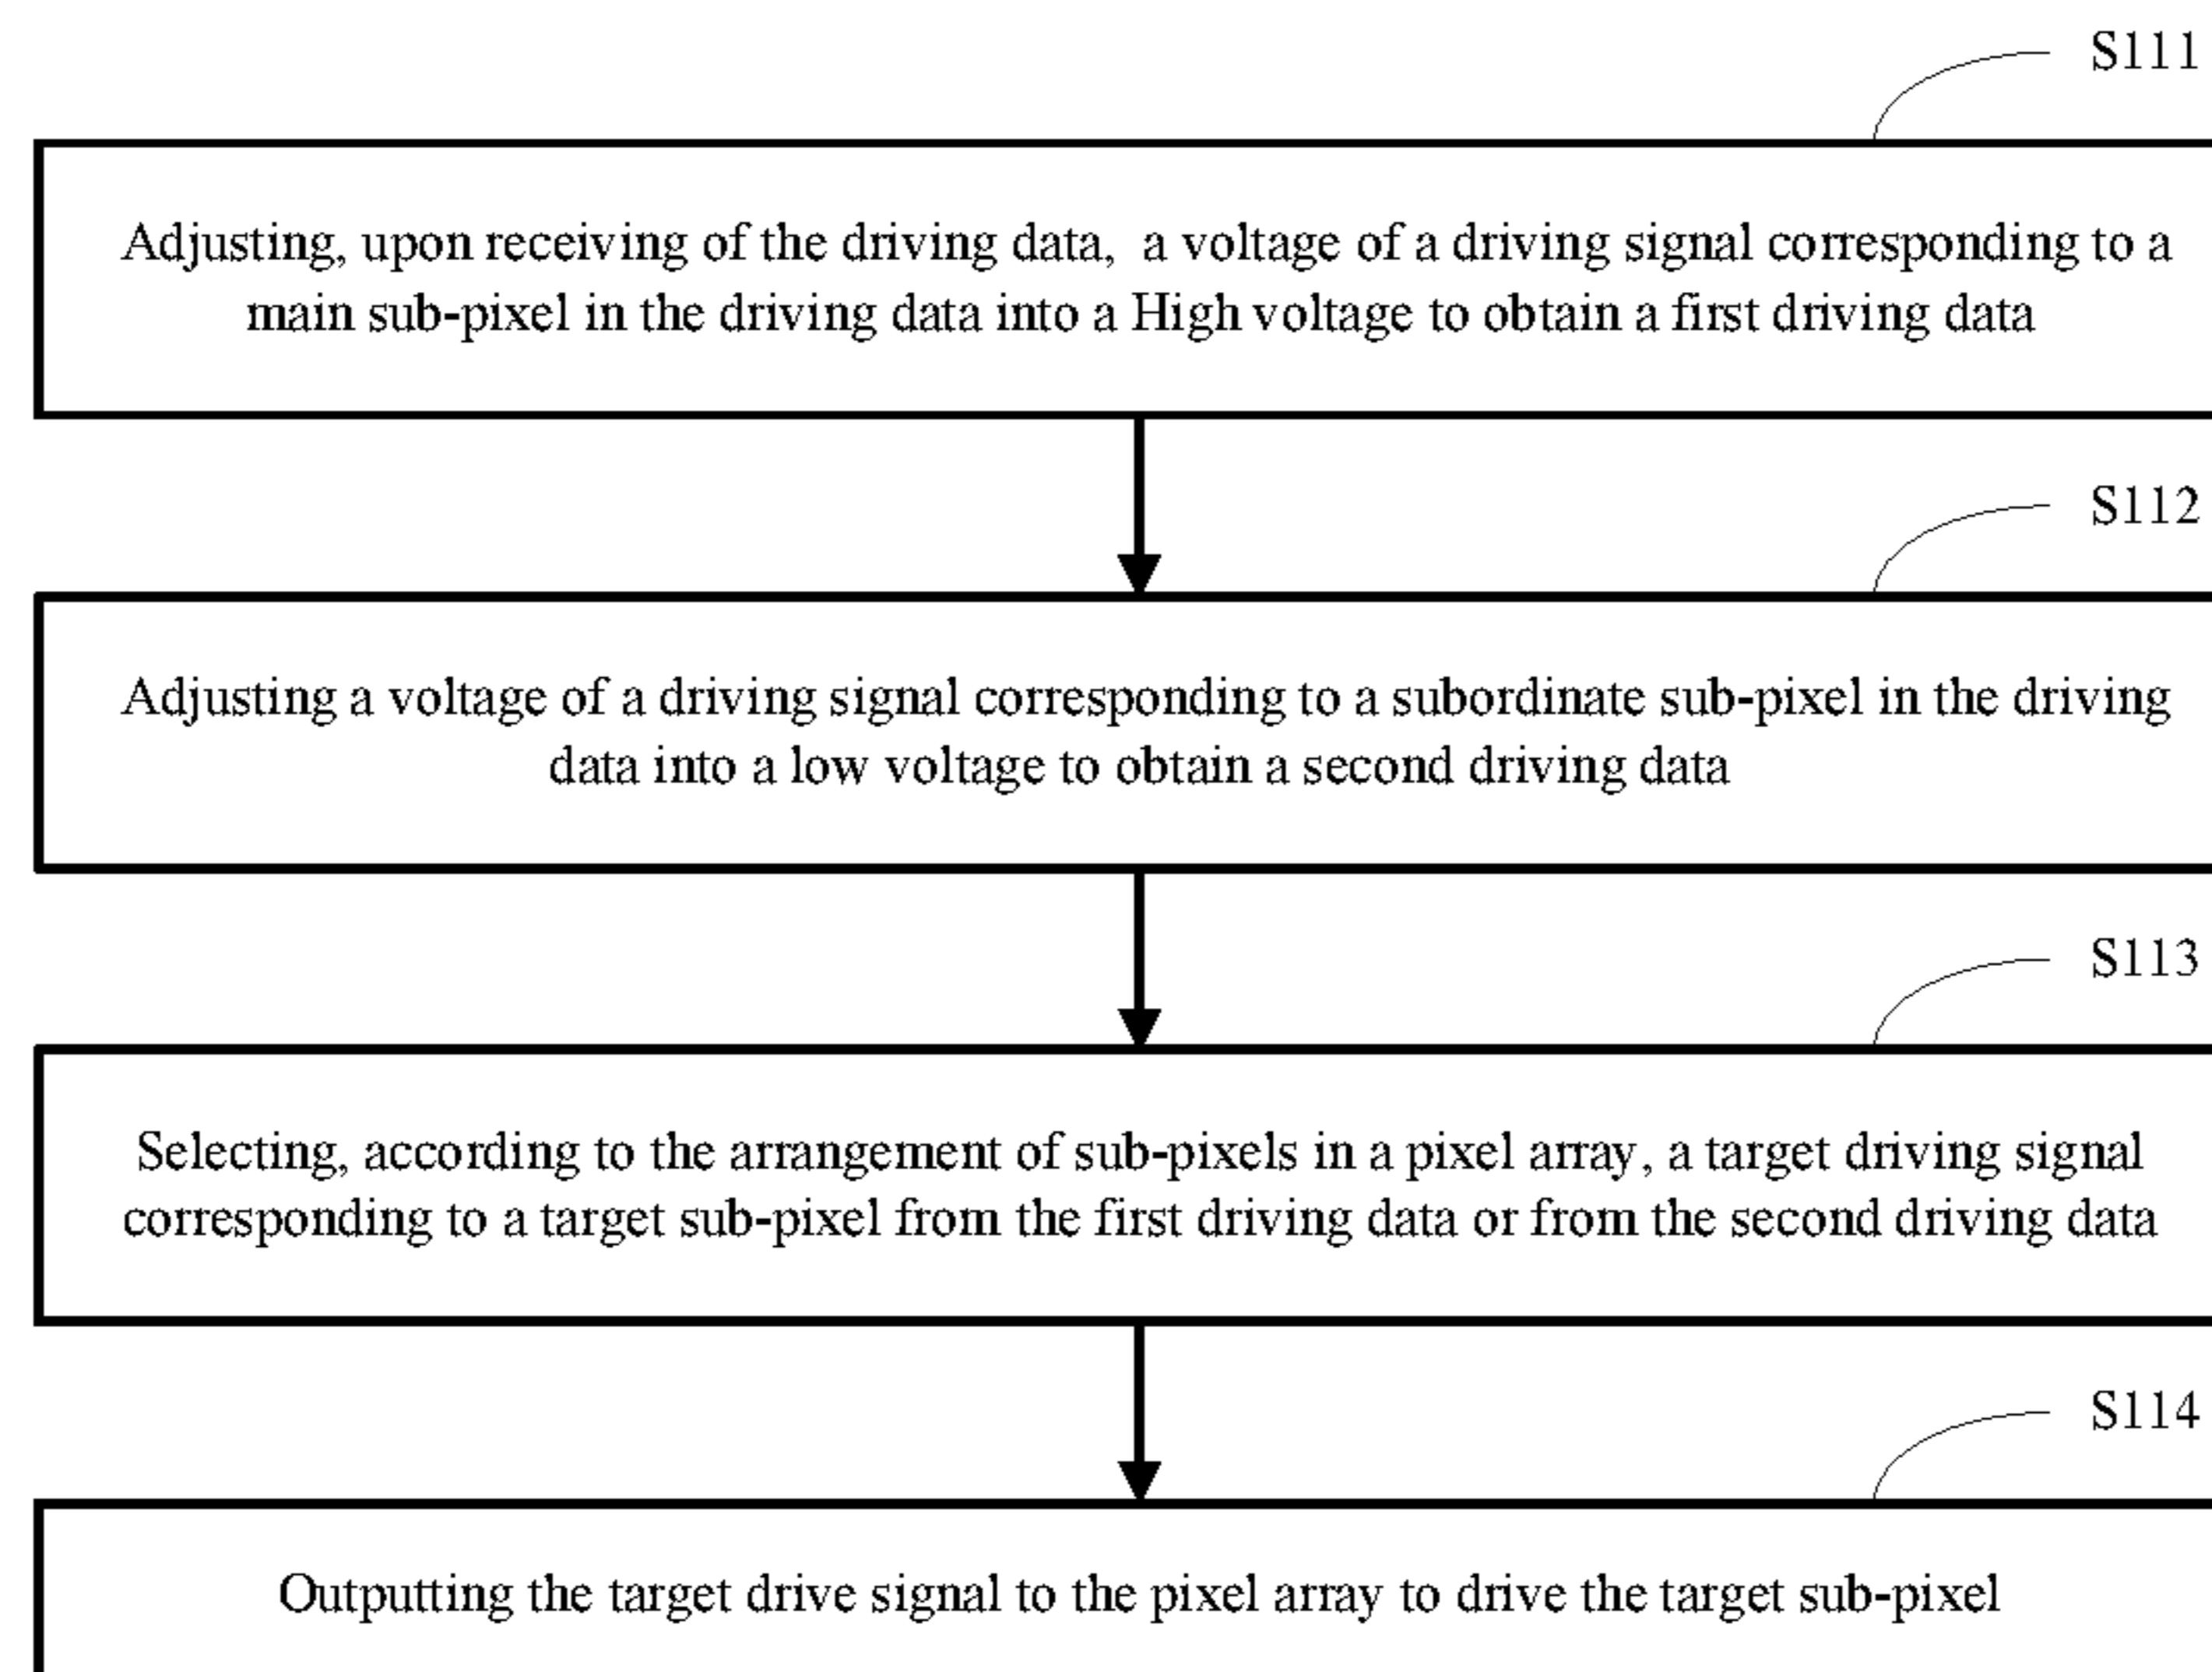 S111
Adjusting, upon receiving of the driving data, a voltage of a driving signal corresponding to a
main sub-pixel in the driving data into a High voltage to obtain a first driving data
S112
Adjusting a voltage of a driving signal corresponding to a subordinate sub-pixel in the driving
data into a low voltage to obtain a second driving data
S113
Selecting, according to the arrangement of sub-pixels in a pixel array, a target driving signal
corresponding to a target sub-pixel from the first driving data or from the second driving data
S114
Outputting the target drive signal to the pixel array to drive the target sub-pixel